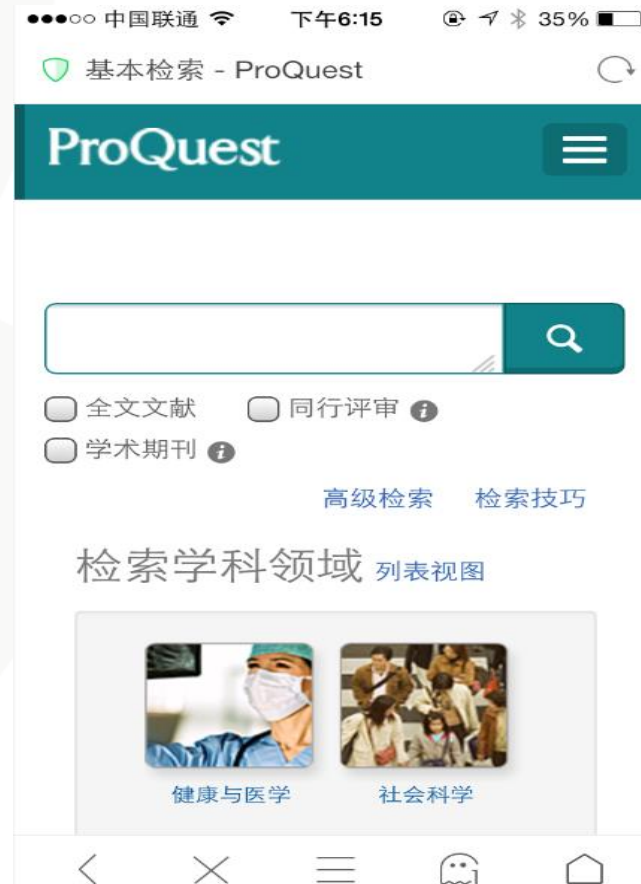 中国联通 下午6:15 35%
基本检索 - ProQuest
ProQuest
全文文献 同行评审 i
学术期刊 i
高级检索 检索技巧
检索学科领域 列表视图
健康与医学 社会科学